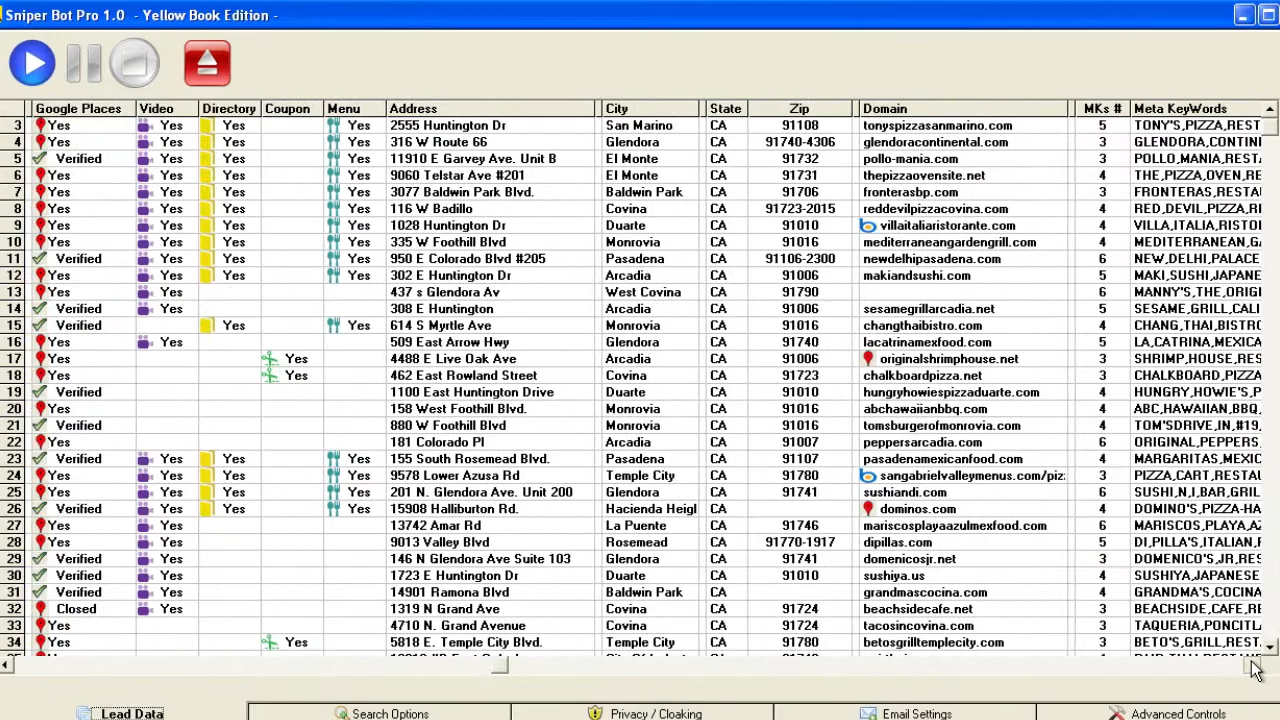 Sniper Bot Pro 1.0 - Yellow Book Edition -
Google Places Video Directory Coupon Menu Address City State Zip Domain MKs # Meta KeyWords
3 Yes Yes Yes Yes 2555 Huntington Dr San Marino CA 91108 tonyspizzasanmarino.com 5 TONY'S,PIZZA,REST
4 Yes Yes Yes Yes 316 W Route 66 Glendora CA 91740-4306 glendoracontinental.com 3 GLENDORA,CONTIN
5 Verified Yes Yes Yes 11910 E Garvey Ave. Unit B El Monte CA 91732 pollo-mania.com 3 POLLO,MANIA,REST
6 Yes Yes Yes Yes 9060 Telstar Ave #201 El Monte CA 91731 thepizzaovensite.net 4 THE,PIZZA,OVEN,RE
7 Yes Yes Yes Yes 3077 Baldwin Park Blvd. Baldwin Park CA 91706 fronterasbp.com 3 FRONTERAS,RESTA
8 Yes Yes Yes Yes 116 W Badillo Covina CA 91723-2015 reddevilpizzacovina.com 4 RED,DEVIL,PIZZA,R
9 Yes Yes Yes Yes 1028 Huntington Dr Duarte CA 91010 villaitaliaristorante.com 4 VILLA,ITALIA,RISTO
10 Yes Yes Yes Yes 335 W Foothill Blvd Monrovia CA 91016 mediterraneangardengrill.com 4 MEDITERRANEAN,GA
11 Verified Yes Yes Yes 950 E Colorado Blvd #205 Pasadena CA 91106-2300 newdelhipasadena.com 6 NEW,DELHI,PALACE
12 Yes Yes Yes Yes 302 E Huntington Dr Arcadia CA 91006 makiandsushi.com 5 MAKI,SUSHI,JAPANE
13 Yes Yes 437 s Glendora Av West Covina CA 91790 6 MANNY'S,THE,ORIGI
14 Verified Yes 308 E Huntington Arcadia CA 91006 sesamegrillarcadia.net 5 SESAME,GRILL,CALI
15 Verified Yes Yes 614 S Myrtle Ave Monrovia CA 91016 changthaibistro.com 4 CHANG,THAI,BISTRO
16 Yes Yes 509 East Arrow Hwy Glendora CA 91740 lacatrinamexfood.com 5 LA,CATRINA,MEXICA
17 Yes Yes 4488 E Live Oak Ave Arcadia CA 91006 originalshrimphouse.net 3 SHRIMP,HOUSE,RES
18 Yes Yes 462 East Rowland Street Covina CA 91723 chalkboardpizza.net 3 CHALKBOARD,PIZZA
19 Verified 1100 East Huntington Drive Duarte CA 91010 hungryhowiespizzaduarte.com 4 HUNGRY,HOWIE'S,P
20 Yes 158 West Foothill Blvd. Monrovia CA 91016 abchawaiianbbq.com 4 ABC,HAWAIIAN,BBQ
21 Verified 880 W Foothill Blvd Monrovia CA 91016 tomsburgerofmonrovia.com 4 TOM'SDRIVE,IN,#19,
22 Yes 181 Colorado Pl Arcadia CA 91007 peppersarcadia.com 6 ORIGINAL,PEPPERS,
23 Verified Yes Yes Yes 155 South Rosemead Blvd. Pasadena CA 91107 pasadenamexicanfood.com 4 MARGARITAS,MEXIC
24 Yes Yes Yes Yes 9578 Lower Azusa Rd Temple City CA 91780 sangabrielvalleymenus.com/piz 3 PIZZA,CART,RESTAU
25 Yes Yes Yes Yes 201 N. Glendora Ave. Unit 200 Glendora CA 91741 sushiandi.com 6 SUSHI,N,I,BAR,GRIL
26 Verified Yes Yes Yes 15908 Halliburton Rd. Hacienda Heigl CA dominos.com 4 DOMINO'S,PIZZA-HA
27 Yes Yes 13742 Amar Rd La Puente CA 91746 mariscosplayaazulmexfood.com 6 MARISCOS,PLAYA,AZ
28 Yes Yes 9013 Valley Blvd Rosemead CA 91770-1917 dipillas.com 5 DI,PILLA'S,ITALIAN,F
29 Verified Yes 146 N Glendora Ave Suite 103 Glendora CA 91741 domenicosjr.net 3 DOMENICO'S,JR,RES
30 Verified Yes 1723 E Huntington Dr Duarte CA 91010 sushiya.us 4 SUSHIYA,JAPANESE
31 Verified Yes 14901 Ramona Blvd Baldwin Park CA grandmascocina.com 4 GRANDMA'S,COCINA
32 Closed Yes 1319 N Grand Ave Covina CA 91724 beachsidecafe.net 3 BEACHSIDE,CAFE,RE
33 Yes 4710 N. Grand Avenue Covina CA 91724 tacosincovina.com 3 TAQUERIA,PONCITLA
34 Yes Yes 5818 E. Temple City Blvd. Temple City CA 91780 betosgrilltemplecity.com 3 BETO'S,GRILL,REST
Lead Data Search Options Privacy / Cloaking Email Settings Advanced Controls